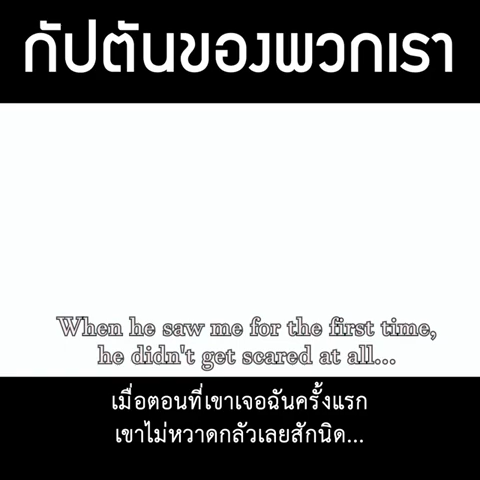 กัปตันของพวกเรา
When he saw me for the first time,
he didn't get scared at all...
เมื่อตอนที่เขาเจอฉันครั้งแรก
เขาไม่หวาดกลัวเลยสักนิด...